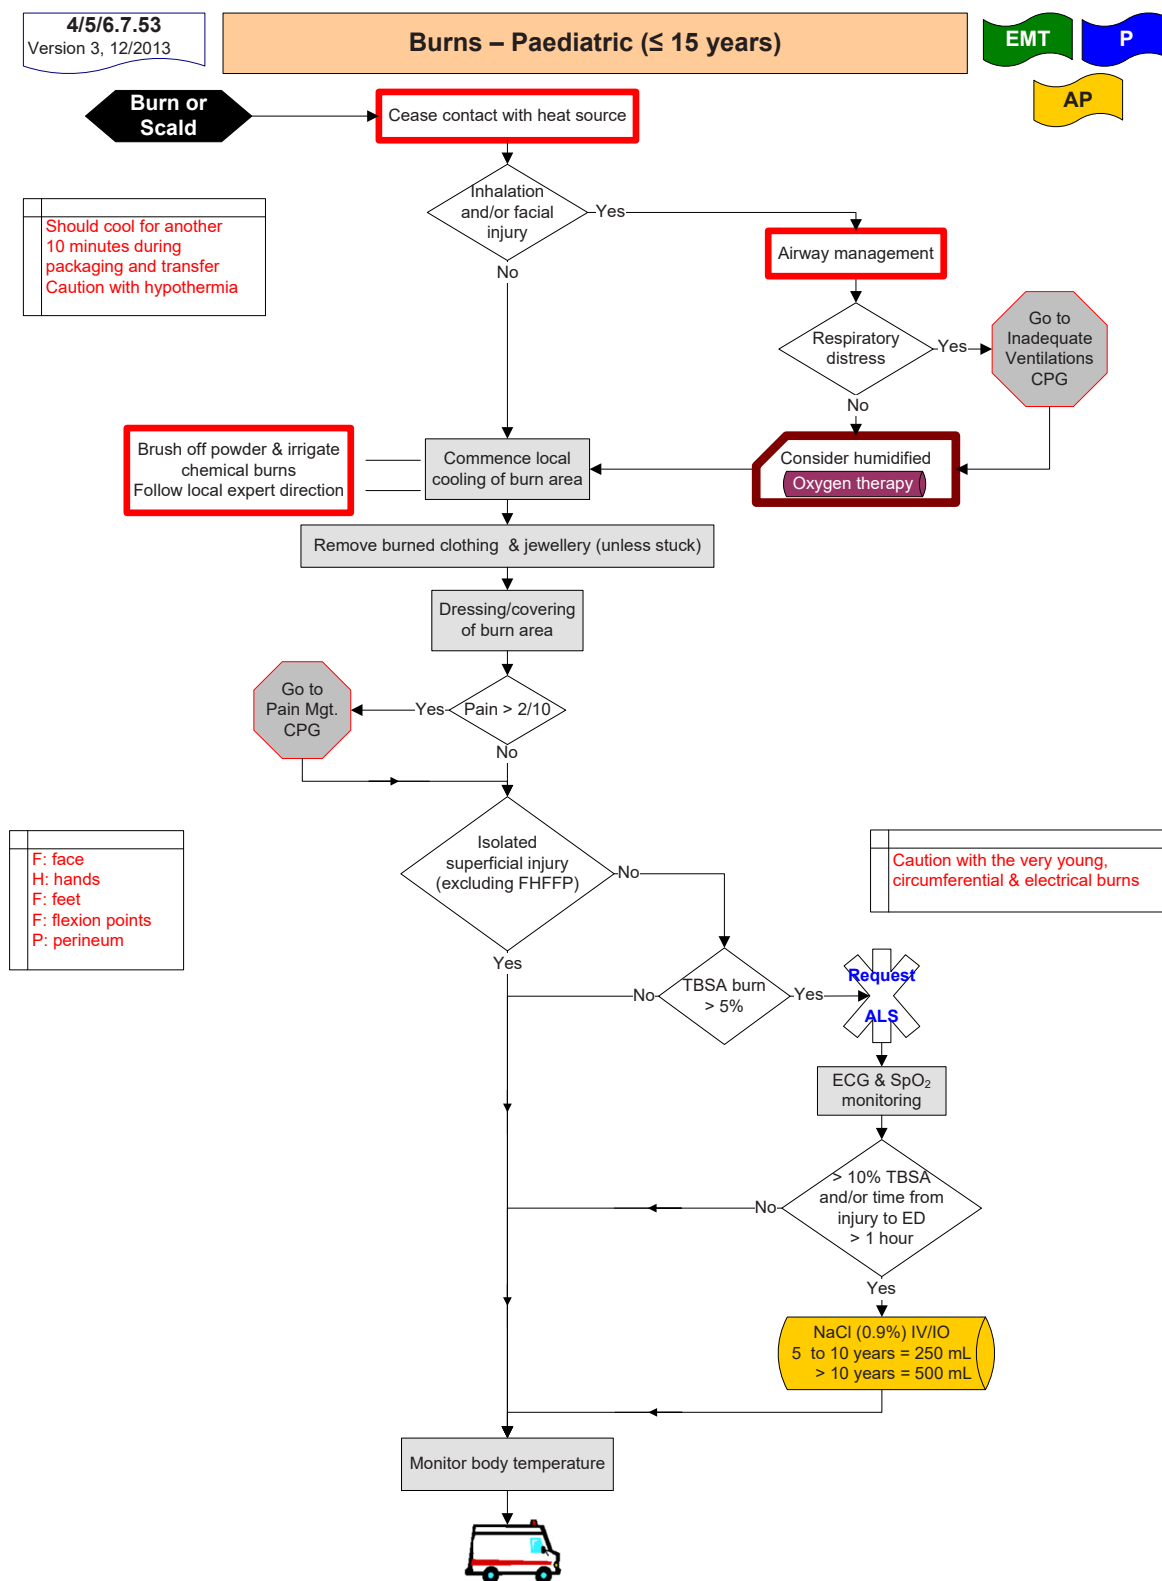 4/5/6.7.53
Version 3, 12/2013
Burns – Paediatric (≤ 15 years)
EMT
P
AP
Burn or
Scald
Cease contact with heat source
Inhalation
and/or facial
injury
Yes
No
Should cool for another
10 minutes during
packaging and transfer
Caution with hypothermia
Airway management
Respiratory
distress
Yes
No
Go to
Inadequate
Ventilations
CPG
Brush off powder & irrigate
chemical burns
Follow local expert direction
Commence local
cooling of burn area
Consider humidified
Oxygen therapy
Remove burned clothing & jewellery (unless stuck)
Dressing/covering
of burn area
Go to
Pain Mgt.
CPG
Yes
Pain > 2/10
No
F: face
H: hands
F: feet
F: flexion points
P: perineum
Isolated
superficial injury
(excluding FHFFP)
No
Yes
Caution with the very young,
circumferential & electrical burns
No
TBSA burn
> 5%
Yes
Request
ALS
ECG & SpO₂
monitoring
> 10% TBSA
and/or time from
injury to ED
> 1 hour
No
Yes
NaCl (0.9%) IV/IO
5 to 10 years = 250 mL
> 10 years = 500 mL
Monitor body temperature